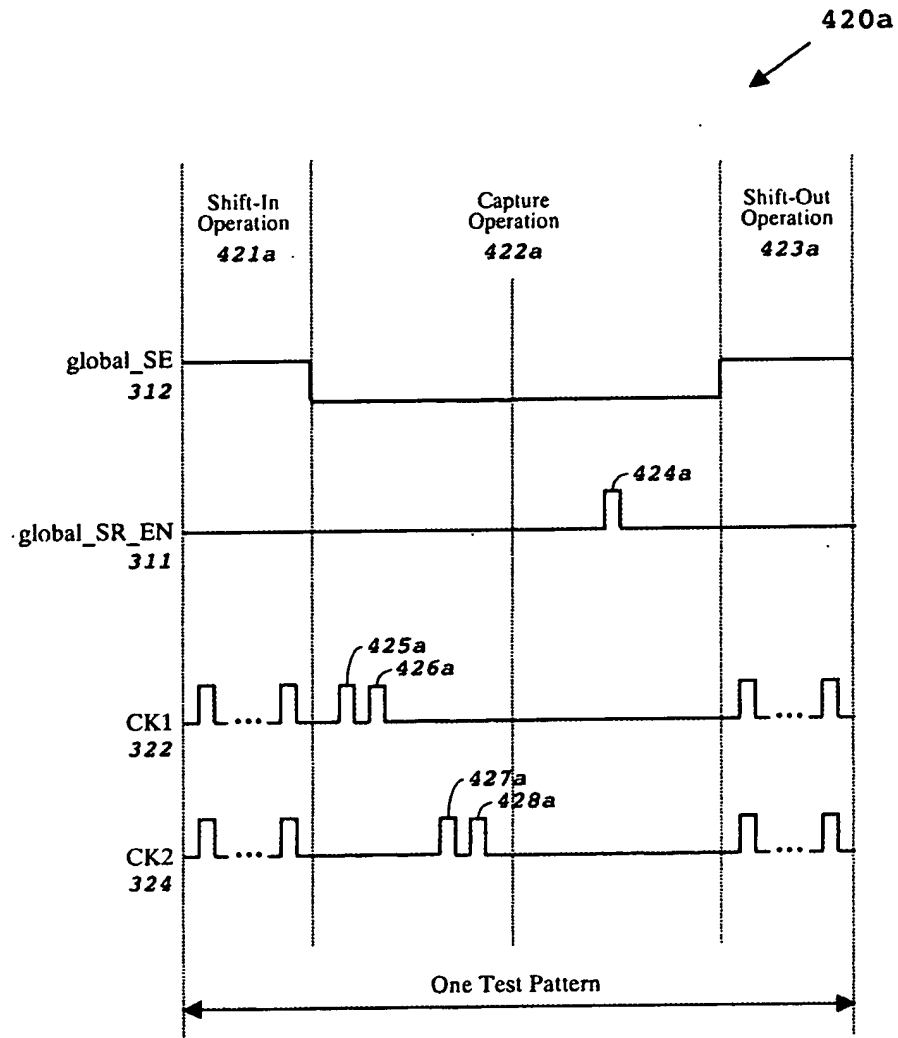 420a
Shift-In
Operation
421a
Capture
Operation
422a
Shift-Out
Operation
423a
global_SE
312
424a
global_SR_EN
311
425a
426a
CK1
...
...
322
427a
428a
CK2
...
...
324
One Test Pattern